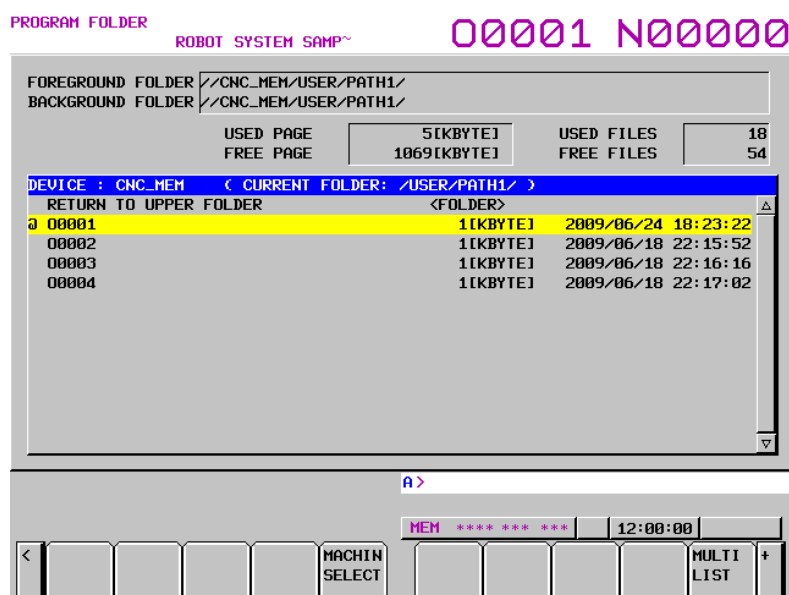 PROGRAM FOLDER
ROBOT SYSTEM SAMP~
O0001 N00000
FOREGROUND FOLDER //CNC_MEM/USER/PATH1/
BACKGROUND FOLDER //CNC_MEM/USER/PATH1/
USED PAGE 5[KBYTE] USED FILES 18
FREE PAGE 1069[KBYTE] FREE FILES 54
DEVICE : CNC_MEM ( CURRENT FOLDER: /USER/PATH1/ )
RETURN TO UPPER FOLDER <FOLDER>
@ O0001 1[KBYTE] 2009/06/24 18:23:22
O0002 1[KBYTE] 2009/06/18 22:15:52
O0003 1[KBYTE] 2009/06/18 22:16:16
O0004 1[KBYTE] 2009/06/18 22:17:02
A>
MEM **** *** *** 12:00:00
< MACHIN SELECT MULTI LIST +